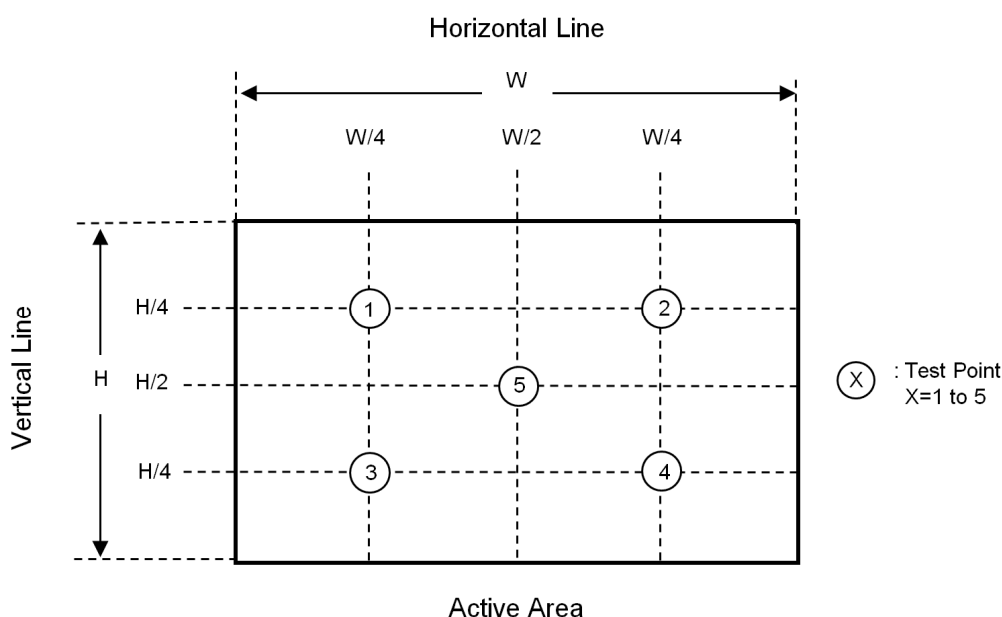 Horizontal Line
W
W/4
W/2
W/4
H/4
1
2
Vertical Line
H
H/2
5
X
: Test Point
X=1 to 5
H/4
3
4
Active Area